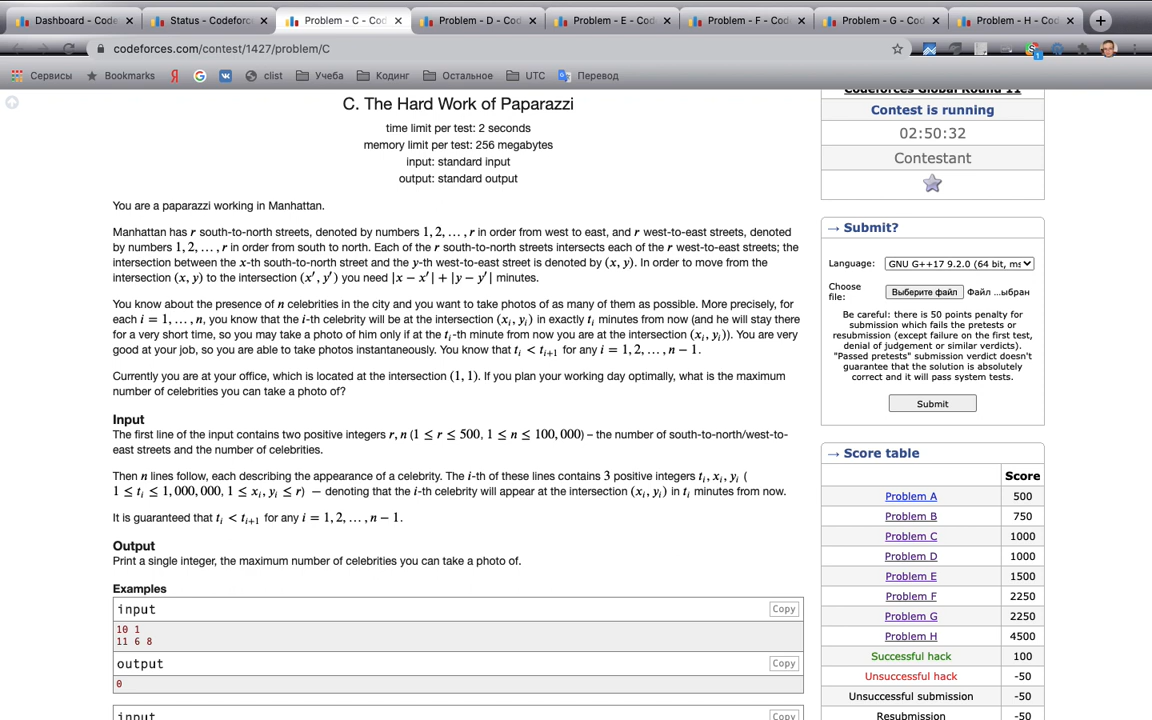 Dashboard - Codef
Status - Codeforc
Problem - C - Cod
Problem - D - Cod
Problem - E - Cod
Problem - F - Cod
Problem - G - Cod
Problem - H - Cod
codeforces.com/contest/1427/problem/C
Сервисы Bookmarks Я clist Учеба Кодинг Остальное UTC Перевод
C. The Hard Work of Paparazzi
time limit per test: 2 seconds
memory limit per test: 256 megabytes
input: standard input
output: standard output
You are a paparazzi working in Manhattan.
Manhattan has r south-to-north streets, denoted by numbers 1, 2, … , r in order from west to east, and r west-to-east streets, denoted
by numbers 1, 2, … , r in order from south to north. Each of the r south-to-north streets intersects each of the r west-to-east streets; the
intersection between the x-th south-to-north street and the y-th west-to-east street is denoted by (x, y). In order to move from the
intersection (x, y) to the intersection (x′, y′) you need |x − x′| + |y − y′| minutes.
You know about the presence of n celebrities in the city and you want to take photos of as many of them as possible. More precisely, for
each i = 1, … , n, you know that the i-th celebrity will be at the intersection (xᵢ, yᵢ) in exactly tᵢ minutes from now (and he will stay there
for a very short time, so you may take a photo of him only if at the tᵢ-th minute from now you are at the intersection (xᵢ, yᵢ)). You are very
good at your job, so you are able to take photos instantaneously. You know that tᵢ < tᵢ₊₁ for any i = 1, 2, … , n − 1.
Currently you are at your office, which is located at the intersection (1, 1). If you plan your working day optimally, what is the maximum
number of celebrities you can take a photo of?
Input
The first line of the input contains two positive integers r, n (1 ≤ r ≤ 500, 1 ≤ n ≤ 100, 000) – the number of south-to-north/west-to-
east streets and the number of celebrities.
Then n lines follow, each describing the appearance of a celebrity. The i-th of these lines contains 3 positive integers tᵢ, xᵢ, yᵢ (
1 ≤ tᵢ ≤ 1, 000, 000, 1 ≤ xᵢ, yᵢ ≤ r) — denoting that the i-th celebrity will appear at the intersection (xᵢ, yᵢ) in tᵢ minutes from now.
It is guaranteed that tᵢ < tᵢ₊₁ for any i = 1, 2, … , n − 1.
Output
Print a single integer, the maximum number of celebrities you can take a photo of.
Examples
input
Copy
10 1
11 6 8
output
Copy
0
input
Copy
Codeforces Global Round 11
Contest is running
02:50:32
Contestant
→ Submit?
Language: GNU G++17 9.2.0 (64 bit, ms
Choose file: Выберите файл Файл ...ыбран
Be careful: there is 50 points penalty for
submission which fails the pretests or
resubmission (except failure on the first test,
denial of judgement or similar verdicts).
"Passed pretests" submission verdict doesn't
guarantee that the solution is absolutely
correct and it will pass system tests.
Submit
→ Score table
Score
Problem A 500
Problem B 750
Problem C 1000
Problem D 1000
Problem E 1500
Problem F 2250
Problem G 2250
Problem H 4500
Successful hack 100
Unsuccessful hack -50
Unsuccessful submission -50
Resubmission -50